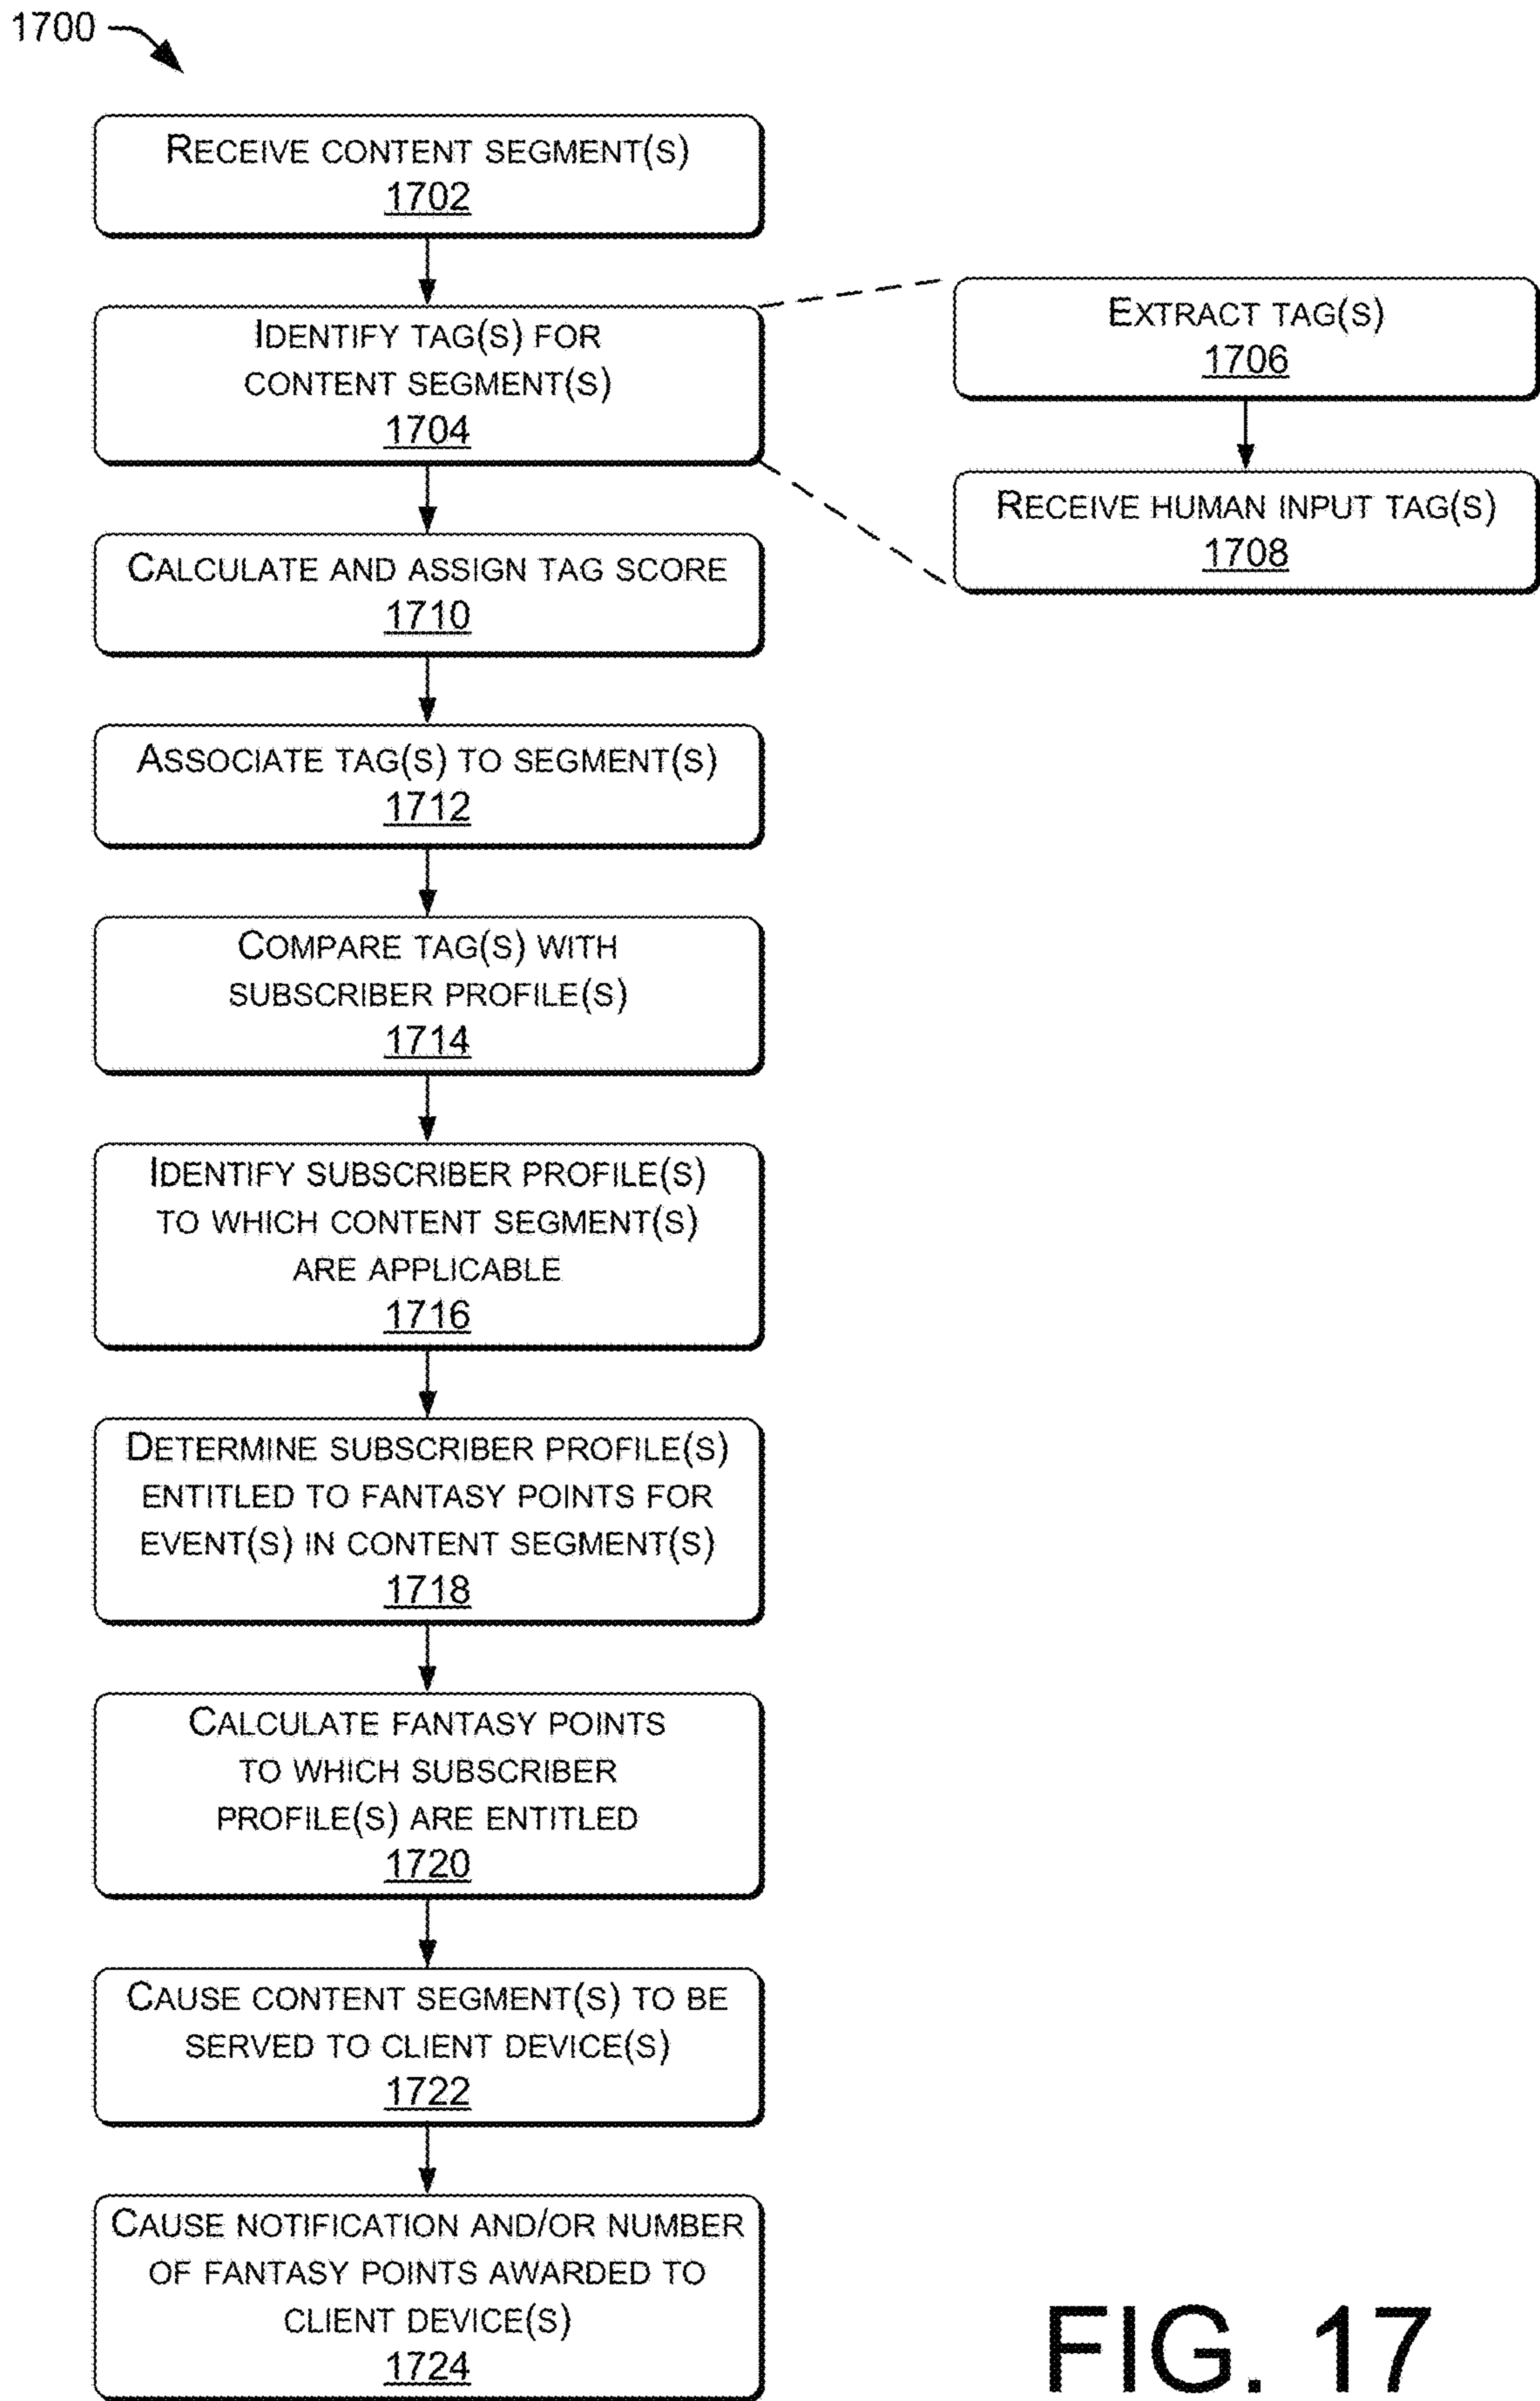 1700
RECEIVE CONTENT SEGMENT(S)
1702
IDENTIFY TAG(S) FOR
CONTENT SEGMENT(S)
1704
EXTRACT TAG(S)
1706
RECEIVE HUMAN INPUT TAG(S)
1708
CALCULATE AND ASSIGN TAG SCORE
1710
ASSOCIATE TAG(S) TO SEGMENT(S)
1712
COMPARE TAG(S) WITH
SUBSCRIBER PROFILE(S)
1714
IDENTIFY SUBSCRIBER PROFILE(S)
TO WHICH CONTENT SEGMENT(S)
ARE APPLICABLE
1716
DETERMINE SUBSCRIBER PROFILE(S)
ENTITLED TO FANTASY POINTS FOR
EVENT(S) IN CONTENT SEGMENT(S)
1718
CALCULATE FANTASY POINTS
TO WHICH SUBSCRIBER
PROFILE(S) ARE ENTITLED
1720
CAUSE CONTENT SEGMENT(S) TO BE
SERVED TO CLIENT DEVICE(S)
1722
CAUSE NOTIFICATION AND/OR NUMBER
OF FANTASY POINTS AWARDED TO
CLIENT DEVICE(S)
1724
FIG. 17